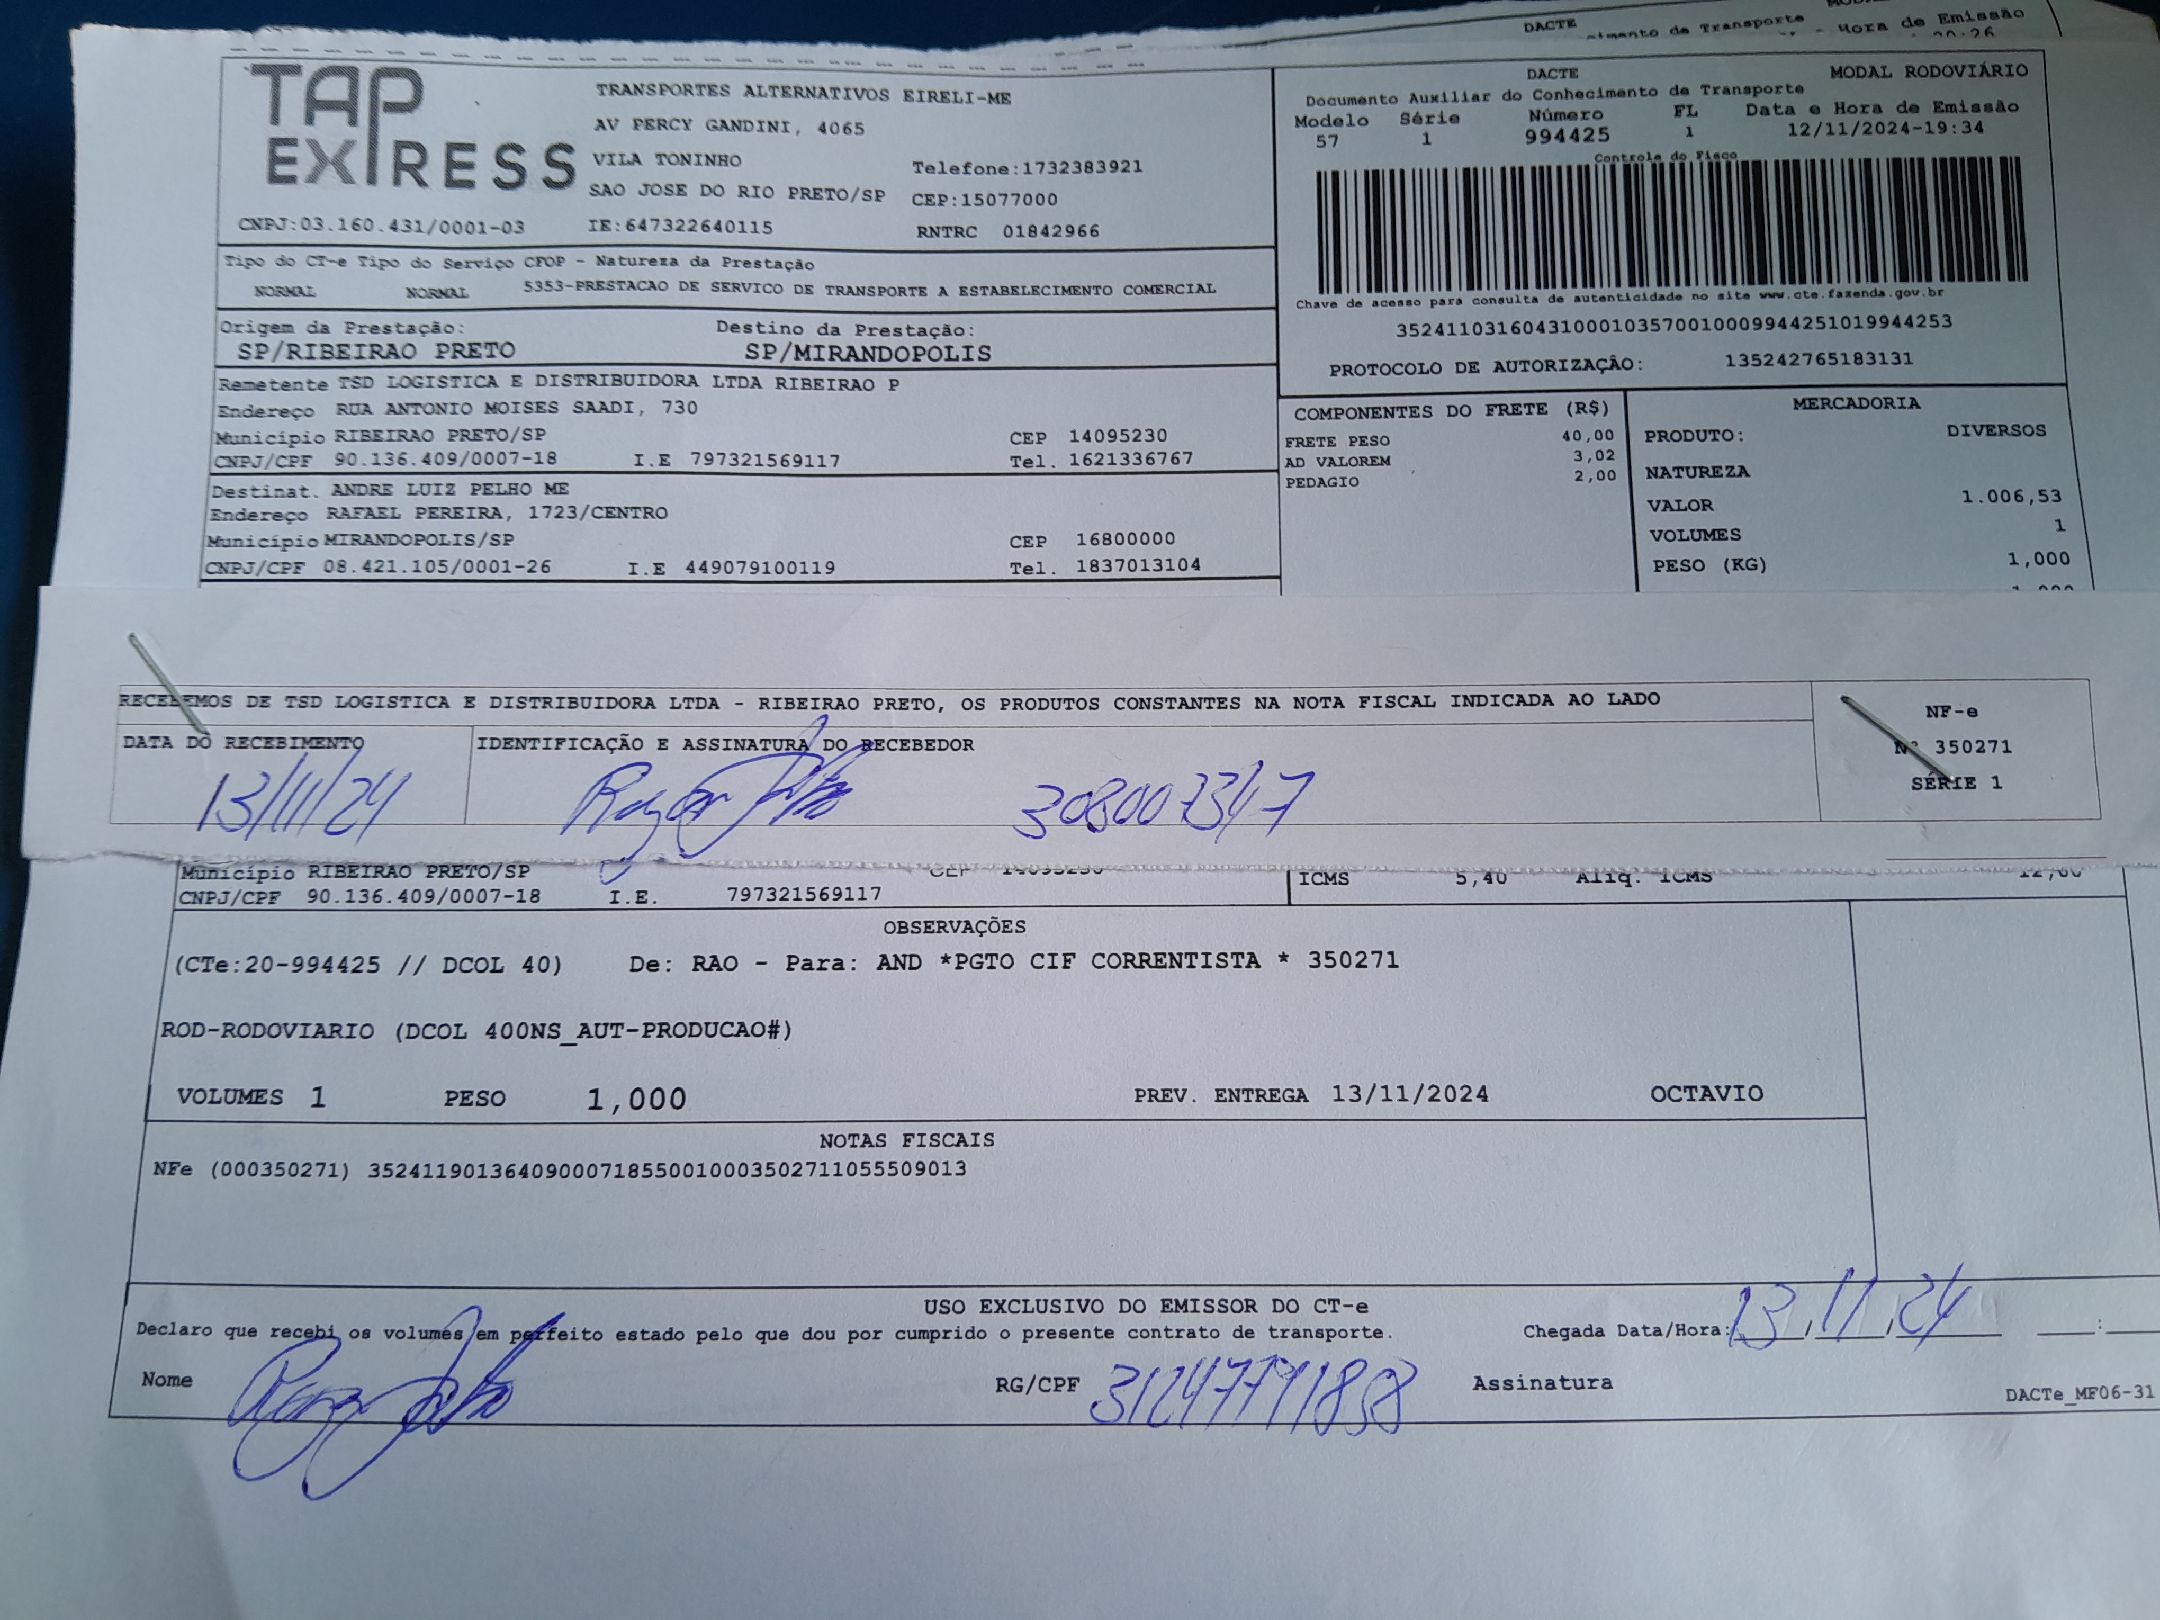 DACTE
Hora de Emissão
TAP EXPRESS
TRANSPORTES ALTERNATIVOS EIRELI-ME
AV PERCY GANDINI, 4065
VILA TONINHO
Telefone:1732383921
SAO JOSE DO RIO PRETO/SP CEP:15077000
CNPJ:03.160.431/0001-03 IE:647322640115 RNTRC 01842966
DACTE MODAL RODOVIÁRIO
Documento Auxiliar do Conhecimento de Transporte
Modelo Série Número FL Data e Hora de Emissão
57 1 994425 1 12/11/2024-19:34
Controle do Fisco
Chave de acesso para consulta de autenticidade no site www.cte.fazenda.gov.br
35241103160431000103570010009944251019944253
PROTOCOLO DE AUTORIZAÇÃO: 135242765183131
Tipo do CT-e Tipo do Serviço CFOP - Natureza da Prestação
NORMAL NORMAL 5353-PRESTACAO DE SERVICO DE TRANSPORTE A ESTABELECIMENTO COMERCIAL
Origem da Prestação: Destino da Prestação:
SP/RIBEIRAO PRETO SP/MIRANDOPOLIS
Remetente TSD LOGISTICA E DISTRIBUIDORA LTDA RIBEIRAO P
Endereço RUA ANTONIO MOISES SAADI, 730
Município RIBEIRAO PRETO/SP CEP 14095230
CNPJ/CPF 90.136.409/0007-18 I.E 797321569117 Tel. 1621336767
Destinat. ANDRE LUIZ PELHO ME
Endereço RAFAEL PEREIRA, 1723/CENTRO
Município MIRANDOPOLIS/SP CEP 16800000
CNPJ/CPF 08.421.105/0001-26 I.E 449079100119 Tel. 1837013104
COMPONENTES DO FRETE (R$)
FRETE PESO 40,00
AD VALOREM 3,02
PEDAGIO 2,00
MERCADORIA
PRODUTO: DIVERSOS
NATUREZA
VALOR 1.006,53
VOLUMES 1
PESO (KG) 1,000
RECEBEMOS DE TSD LOGISTICA E DISTRIBUIDORA LTDA - RIBEIRAO PRETO, OS PRODUTOS CONSTANTES NA NOTA FISCAL INDICADA AO LADO
DATA DO RECEBIMENTO IDENTIFICAÇÃO E ASSINATURA DO RECEBEDOR
13/11/24
NF-e
Nº 350271
SÉRIE 1
Município RIBEIRAO PRETO/SP
CNPJ/CPF 90.136.409/0007-18 I.E. 797321569117
ICMS 5,40 Aliq. ICMS 12,00
OBSERVAÇÕES
(CTe:20-994425 // DCOL 40) De: RAO - Para: AND *PGTO CIF CORRENTISTA * 350271
ROD-RODOVIARIO (DCOL 400NS_AUT-PRODUCAO#)
VOLUMES 1 PESO 1,000 PREV. ENTREGA 13/11/2024 OCTAVIO
NOTAS FISCAIS
NFe (000350271) 35241190136409000718550010003502711055509013
USO EXCLUSIVO DO EMISSOR DO CT-e
Declaro que recebi os volumes em perfeito estado pelo que dou por cumprido o presente contrato de transporte. Chegada Data/Hora: 13,11,24 :
Nome RG/CPF Assinatura
DACTe_MF06-31